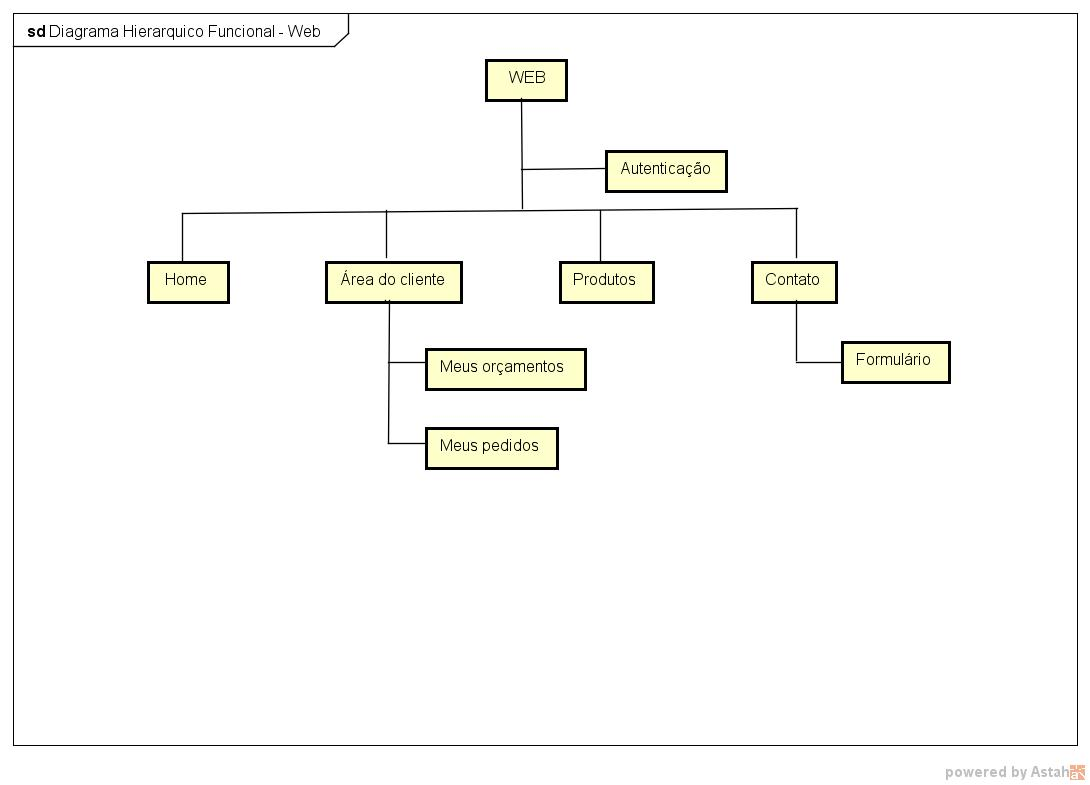 sd Diagrama Hierarquico Funcional - Web
WEB
Autenticação
Home
Área do cliente
Produtos
Contato
Meus orçamentos
Formulário
Meus pedidos
powered by Astah